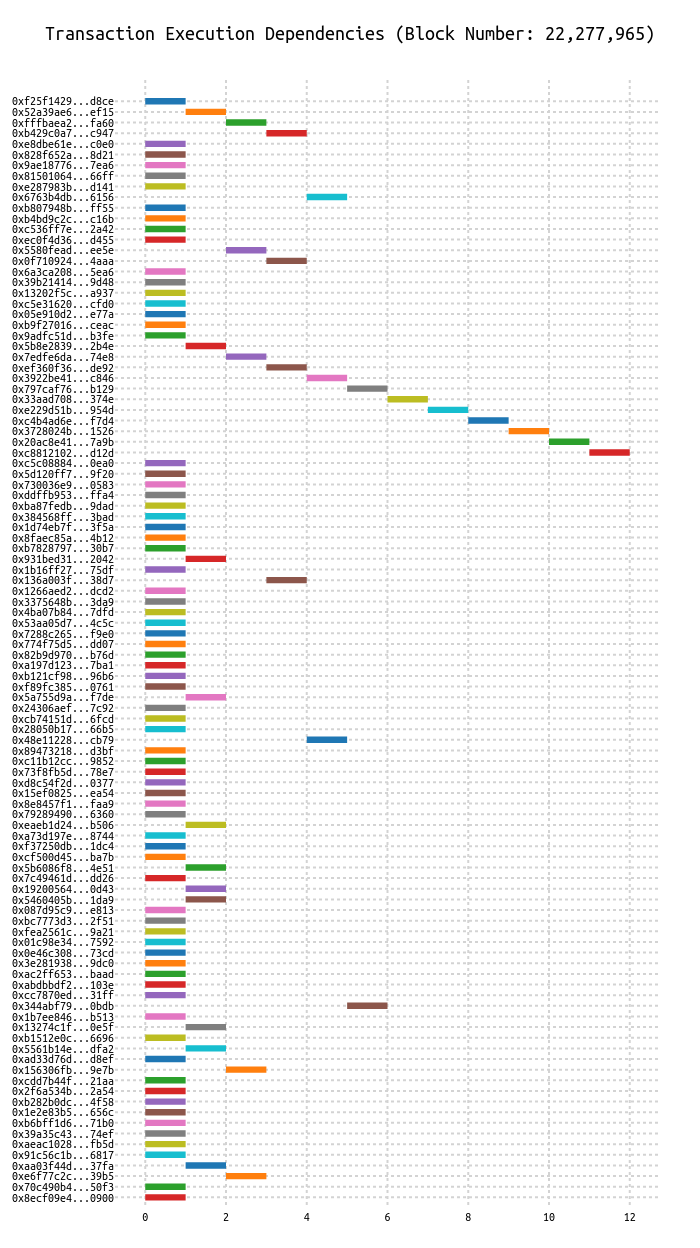 Transaction Execution Dependencies (Block Number: 22,277,965)
0xf25f1429...d8ce
0x52a39ae6...ef15
0xfffbaea2...fa60
0xb429c0a7...c947
0xe8dbe61e...c0e0
0x828f652a...8d21
0x9ae18776...7ea6
0x81501064...66ff
0xe287983b...d141
0x6763b4db...6156
0xb807948b...ff55
0xb4bd9c2c...c16b
0xc536ff7e...2a42
0xec0f4d36...d455
0x5580fead...ee5e
0x0f710924...4aaa
0x6a3ca208...5ea6
0x39b21414...9d48
0x13202f5c...a937
0xc5e31620...cfd0
0x05e910d2...e77a
0xb9f27016...ceac
0x9adfc51d...b3fe
0x5b8e2839...2b4e
0x7edfe6da...74e8
0xef360f36...de92
0x3922be41...c846
0x797caf76...b129
0x33aad708...374e
0xe229d51b...954d
0xc4b4ad6e...f7d4
0x3728024b...1526
0x20ac8e41...7a9b
0xc8812102...d12d
0xc5c08884...0ea0
0x5d120ff7...9f20
0x730036e9...0583
0xddffb953...ffa4
0xba87fedb...9dad
0x384568ff...3bad
0x1d74eb7f...3f5a
0x8faec85a...4b12
0xb7828797...30b7
0x931bed31...2042
0x1b16ff27...75df
0x136a003f...38d7
0x1266aed2...dcd2
0x3375648b...3da9
0x4ba07b84...7dfd
0x53aa05d7...4c5c
0x7288c265...f9e0
0x774f75d5...dd07
0x82b9d970...b76d
0xa197d123...7ba1
0xb121cf98...96b6
0xf89fc385...0761
0x5a755d9a...f7de
0x24306aef...7c92
0xcb74151d...6fcd
0x28050b17...66b5
0x48e11228...cb79
0x89473218...d3bf
0xc11b12cc...9852
0x73f8fb5d...78e7
0xd8c54f2d...0377
0x15ef0825...ea54
0x8e8457f1...faa9
0x79289490...6360
0xeaeb1d24...b506
0xa73d197e...8744
0xf37250db...1dc4
0xcf500d45...ba7b
0x5b6086f8...4e51
0x7c49461d...dd26
0x19200564...0d43
0x5460405b...1da9
0x087d95c9...e813
0xbc7773d3...2f51
0xfea2561c...9a21
0x01c98e34...7592
0x0e46c308...73cd
0x3e281938...9dc0
0xac2ff653...baad
0xabdbbdf2...103e
0xcc7870ed...31ff
0x344abf79...0bdb
0x1b7ee846...b513
0x13274c1f...0e5f
0xb1512e0c...6696
0x5561b14e...dfa2
0xad33d76d...d8ef
0x156306fb...9e7b
0xcdd7b44f...21aa
0x2f6a534b...2a54
0xb282b0dc...4f58
0x1e2e83b5...656c
0xb6bff1d6...71b0
0x39a35c43...74ef
0xaeac1028...fb5d
0x91c56c1b...6817
0xaa03f44d...37fa
0xe6f77c2c...39b5
0x70c490b4...50f3
0x8ecf09e4...0900
0 2 4 6 8 10 12